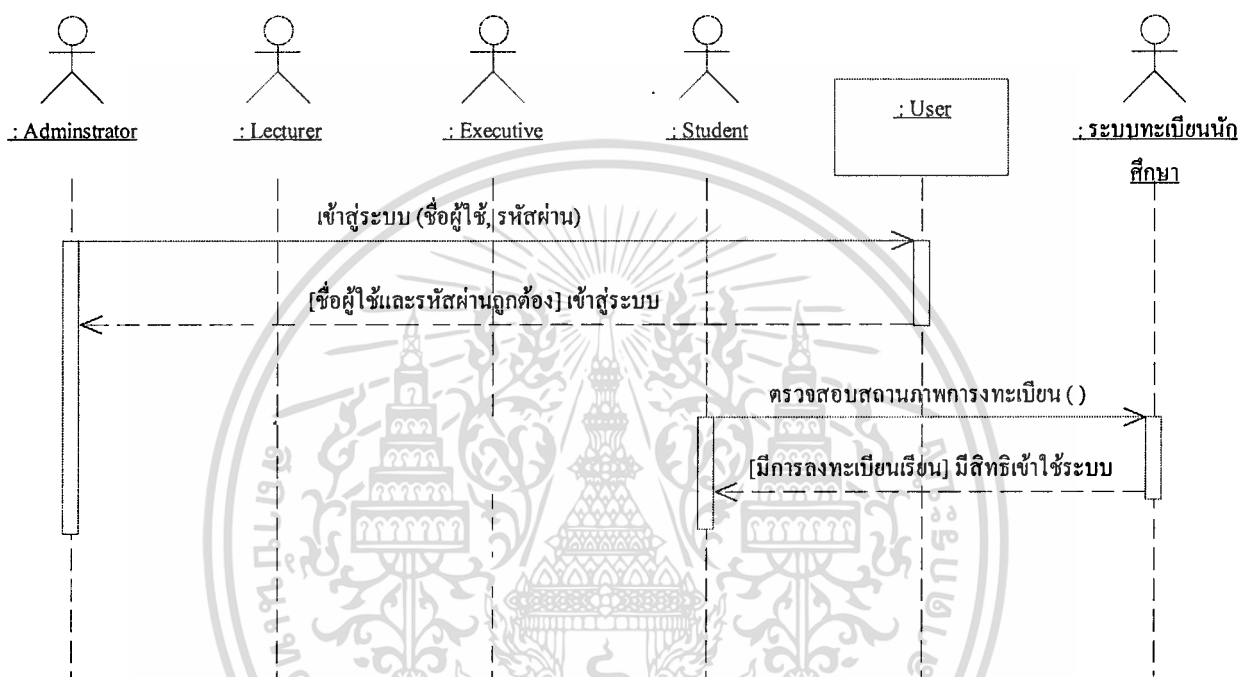 : Adminstrator
: Lecturer
: Executive
: Student
: User
: ระบบทะเบียนนัก
ศึกษา
เข้าสู่ระบบ (ชื่อผู้ใช้, รหัสผ่าน)
[ชื่อผู้ใช้และรหัสผ่านถูกต้อง] เข้าสู่ระบบ
ตรวจสอบสถานภาพการงทะเบียน ( )
[มีการลงทะเบียนเรียน] มีสิทธิเข้าใช้ระบบ